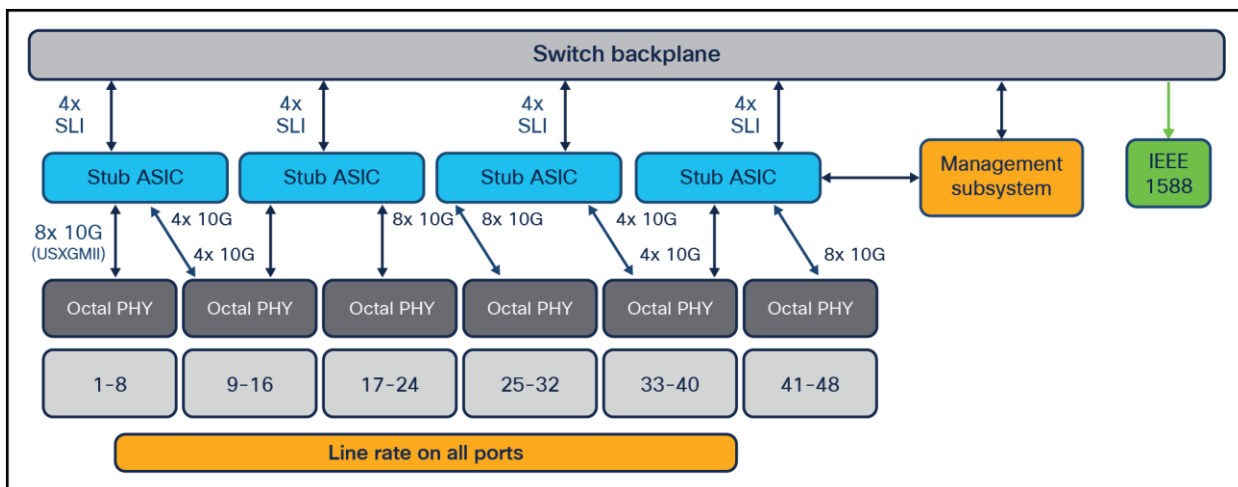 Switch backplane
4x
SLI
4x
SLI
4x
SLI
4x
SLI
Stub ASIC
Stub ASIC
Stub ASIC
Stub ASIC
Management
subsystem
IEEE
1588
8x 10G
(USXGMII)
4x 10G
4x 10G
8x 10G
8x 10G
4x 10G
4x 10G
8x 10G
Octal PHY
Octal PHY
Octal PHY
Octal PHY
Octal PHY
Octal PHY
1-8
9-16
17-24
25-32
33-40
41-48
Line rate on all ports